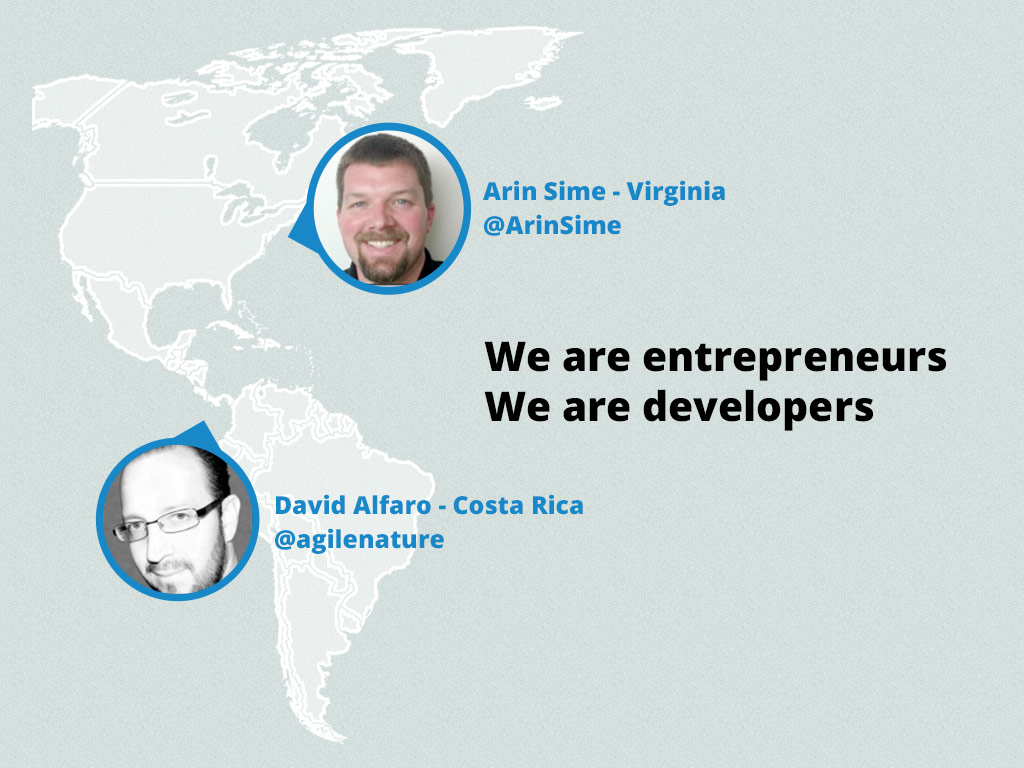 Arin Sime - Virginia
@ArinSime
We are entrepreneurs
We are developers
David Alfaro - Costa Rica
@agilenature